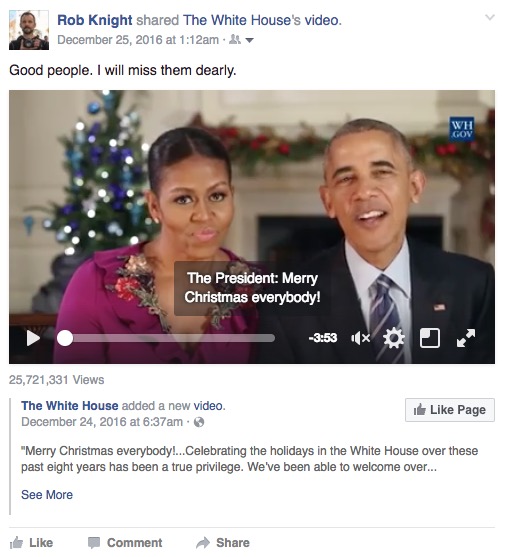 Rob Knight shared The White House's video.
December 25, 2016 at 1:12am ·
Good people. I will miss them dearly.
WH
.GOV
The President: Merry
Christmas everybody!
-3:53
25,721,331 Views
The White House added a new video.
December 24, 2016 at 6:37am ·
Like Page
"Merry Christmas everybody!...Celebrating the holidays in the White House over these
past eight years has been a true privilege. We've been able to welcome over...
See More
Like Comment Share